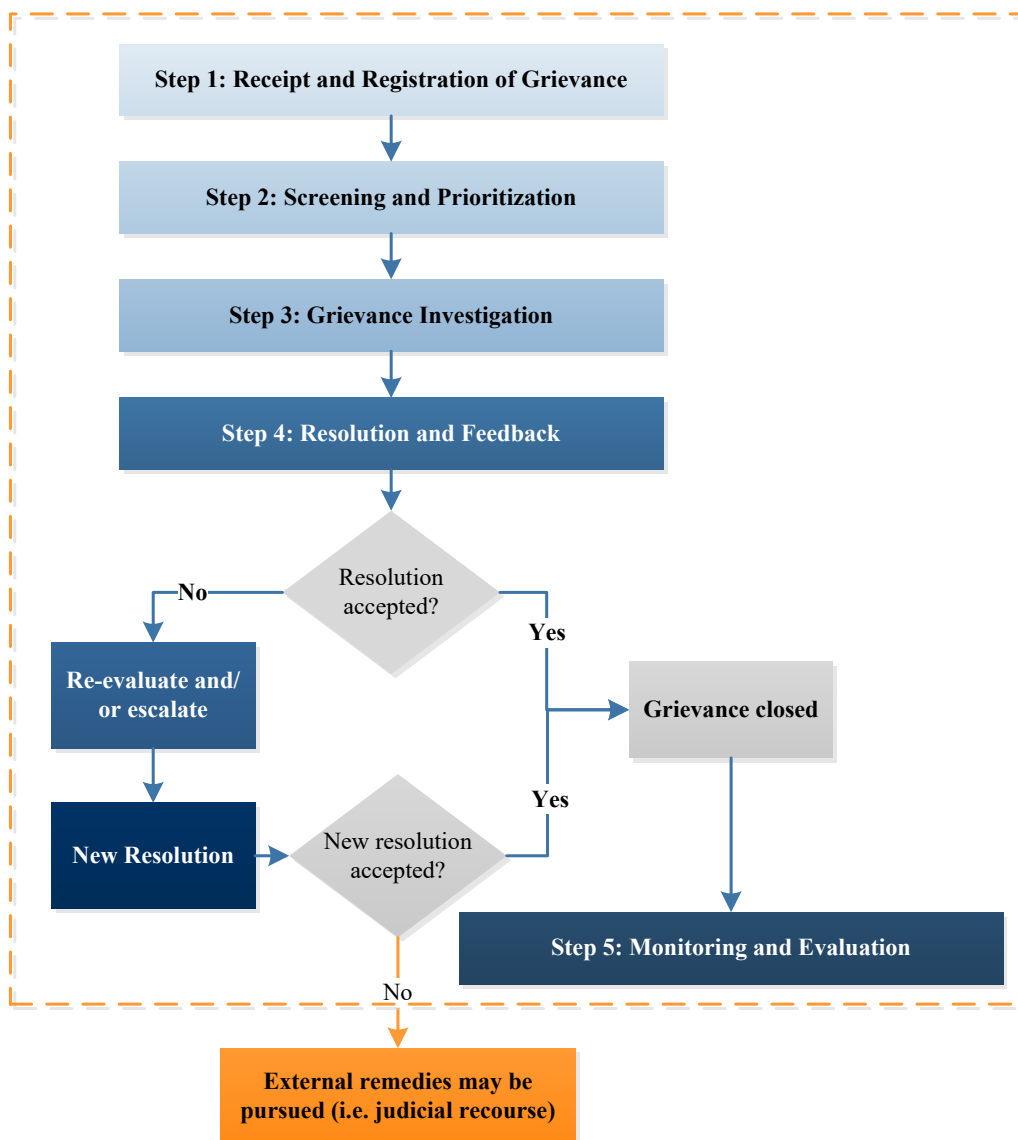 Step 1: Receipt and Registration of Grievance
Step 2: Screening and Prioritization
Step 3: Grievance Investigation
Step 4: Resolution and Feedback
Resolution
accepted?
No
Yes
Re-evaluate and/
or escalate
Grievance closed
New Resolution
New resolution
accepted?
Yes
Step 5: Monitoring and Evaluation
No
External remedies may be
pursued (i.e. judicial recourse)